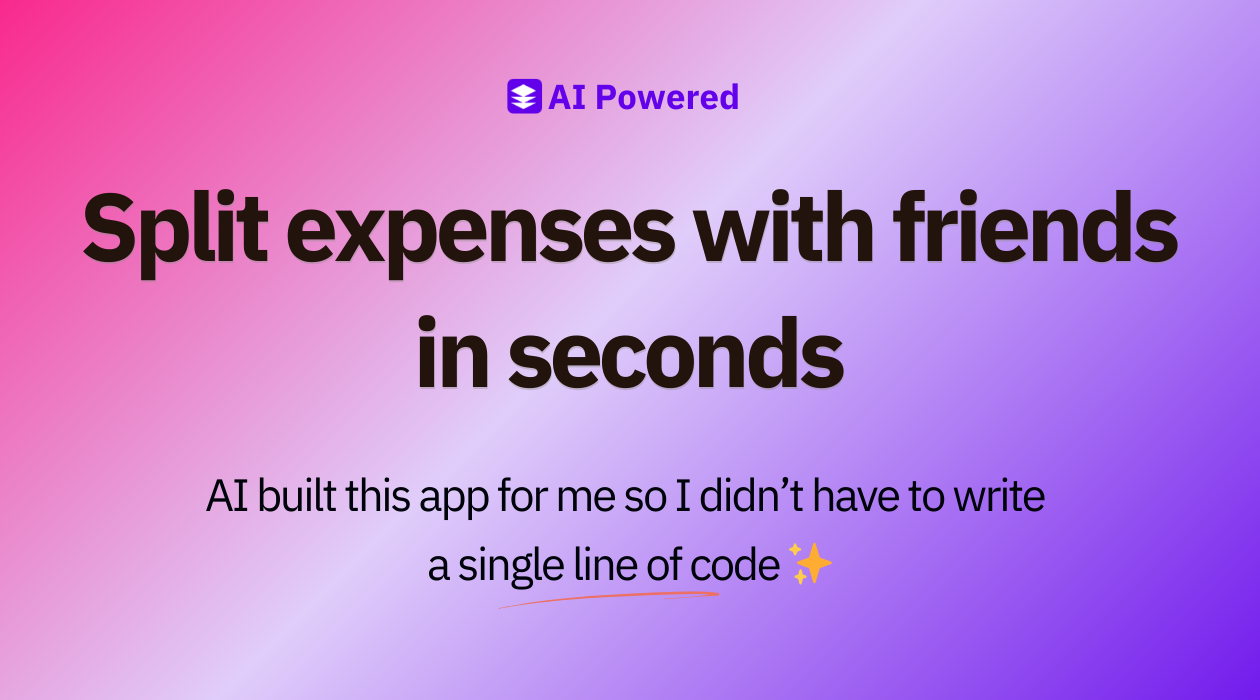 AI Powered
Split expenses with friends
in seconds
AI built this app for me so I didn’t have to write
a single line of code ✨